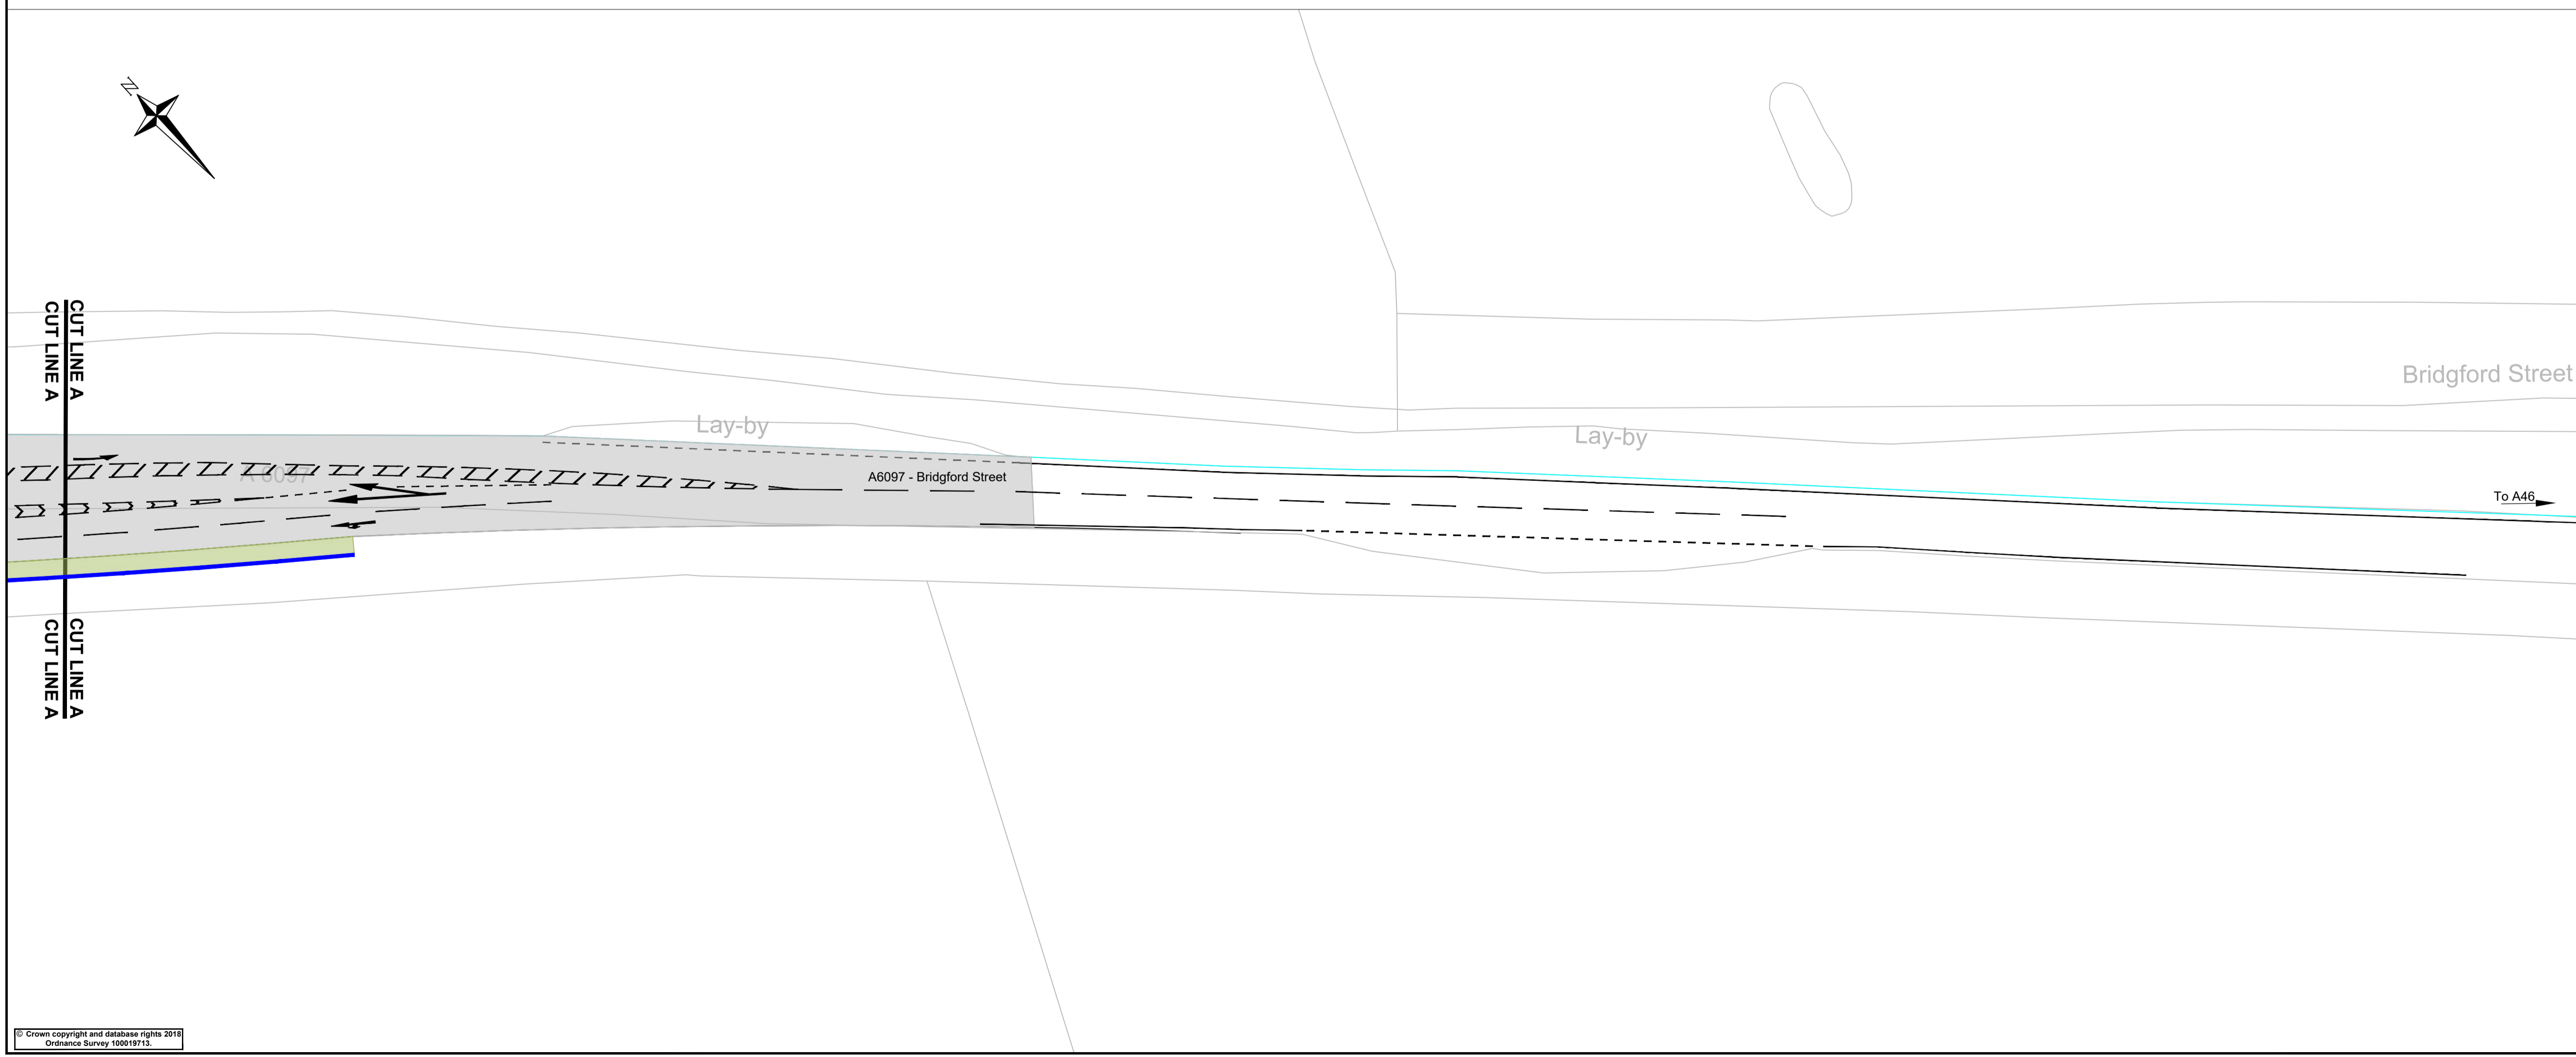 N
CUT LINE A
CUT LINE A
Bridgford Street
Lay-by
Lay-by
A 6097
A6097 - Bridgford Street
To A46
CUT LINE A
CUT LINE A
© Crown copyright and database rights 2018
Ordnance Survey 100019713.